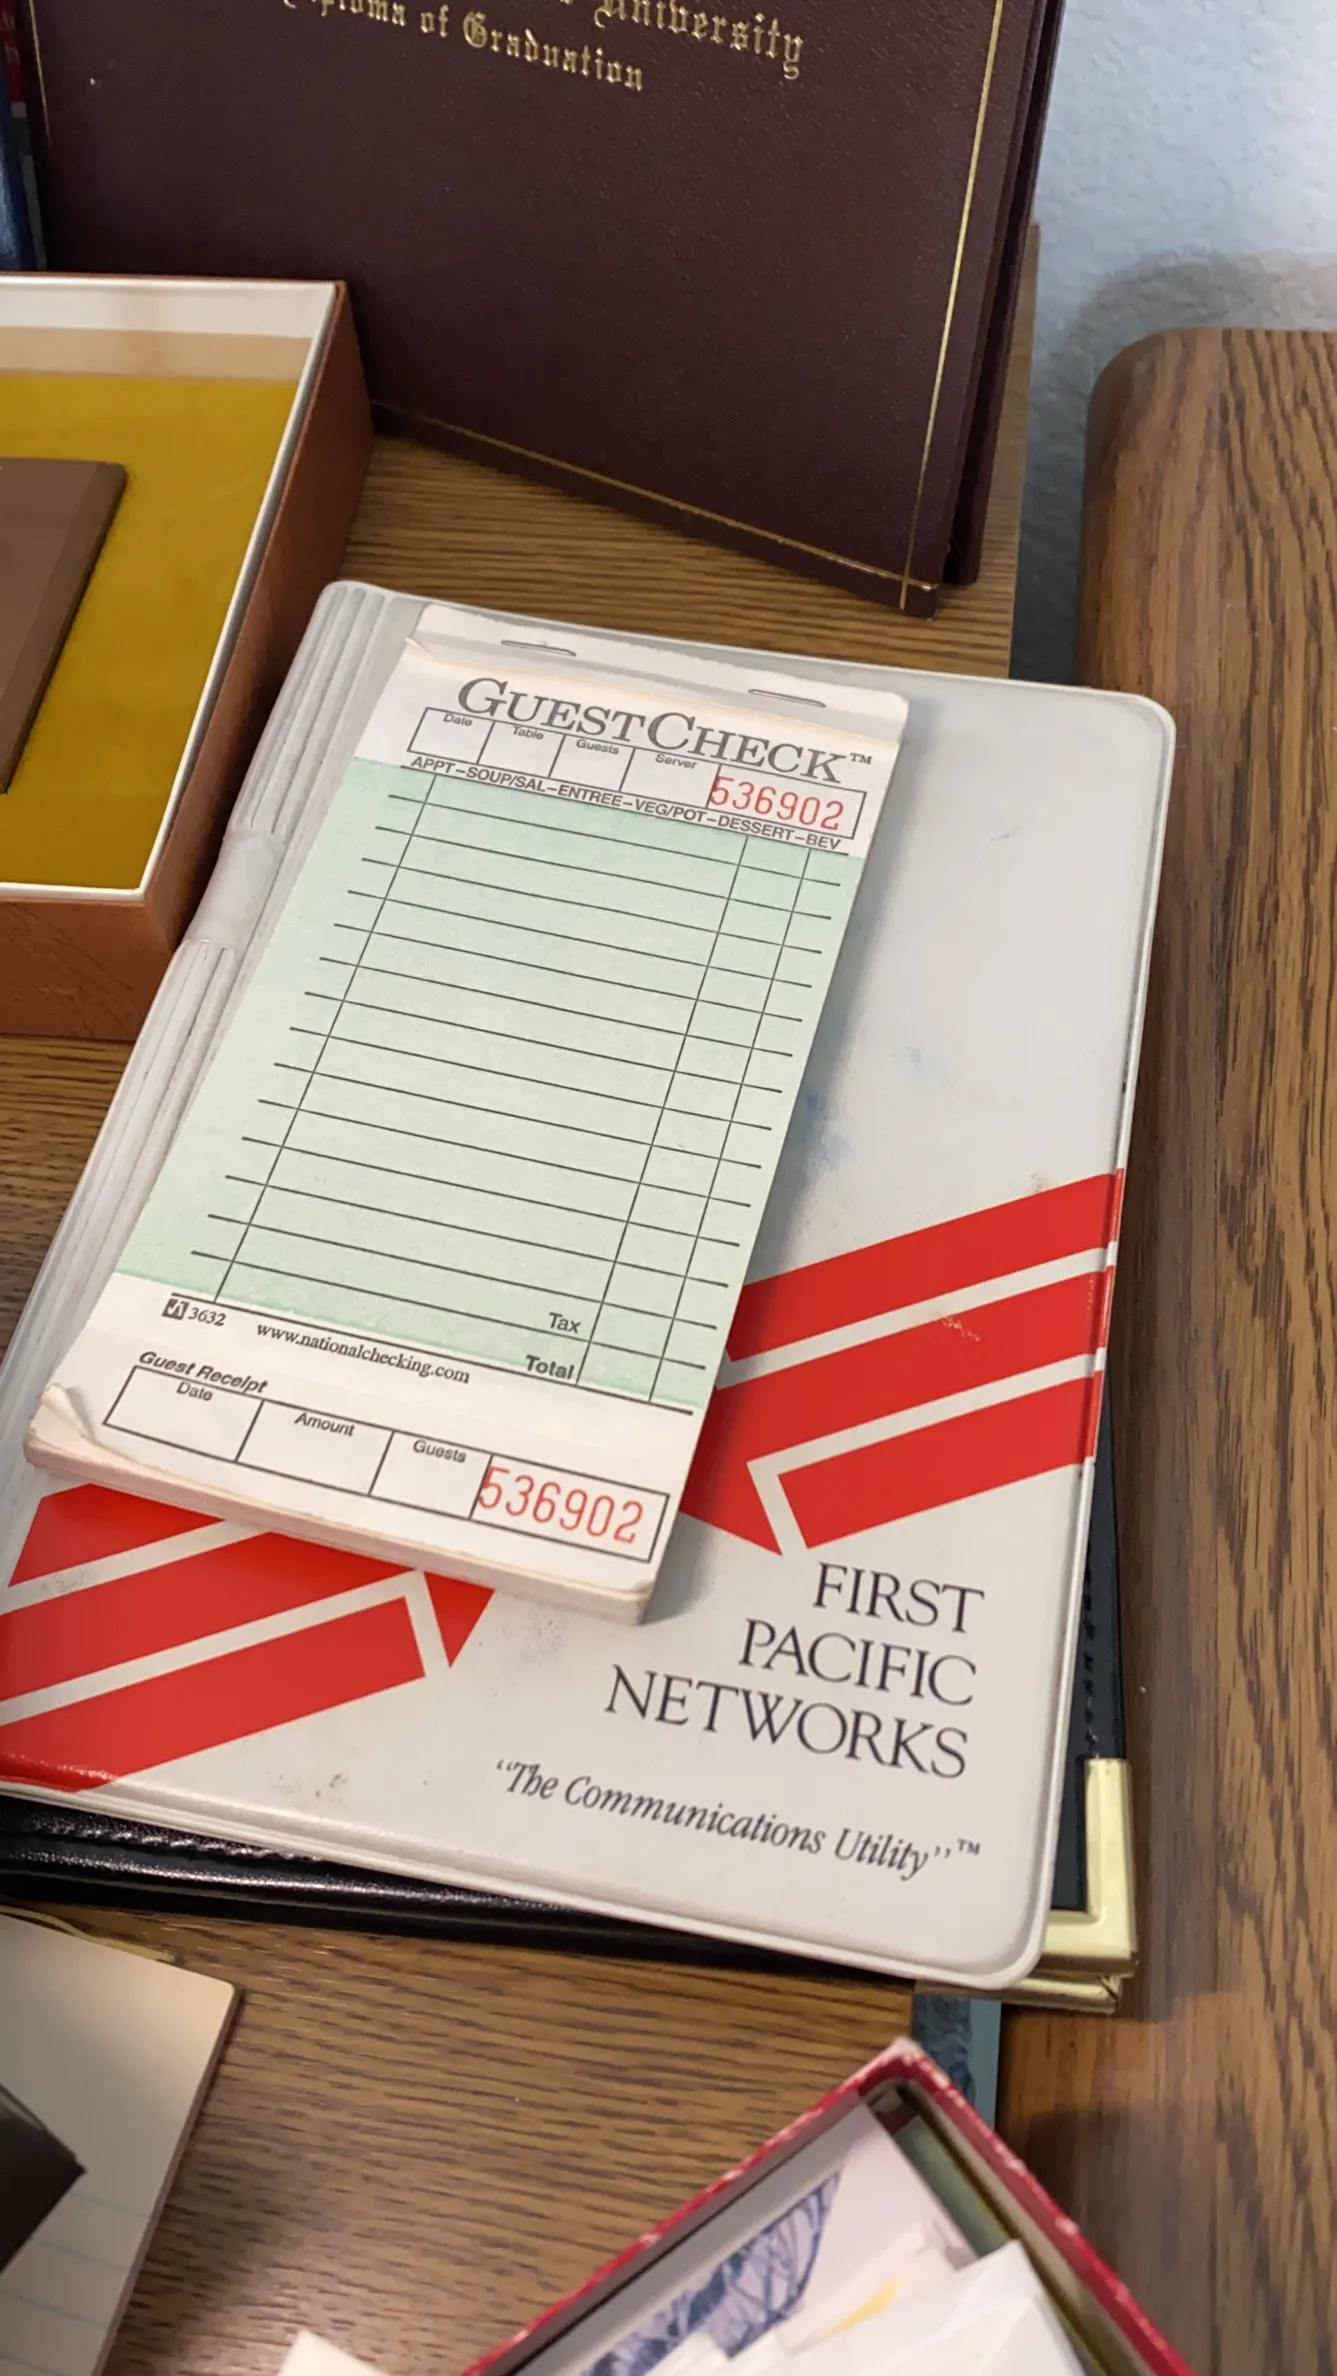 University
Diploma of Graduation
GUESTCHECK™
Date Table Guests Server 536902
APPT–SOUP/SAL–ENTREE–VEG/POT–DESSERT–BEV
Tax
3632 www.nationalchecking.com Total
Guest Receipt
Date Amount Guests 536902
FIRST
PACIFIC
NETWORKS
“The Communications Utility”™